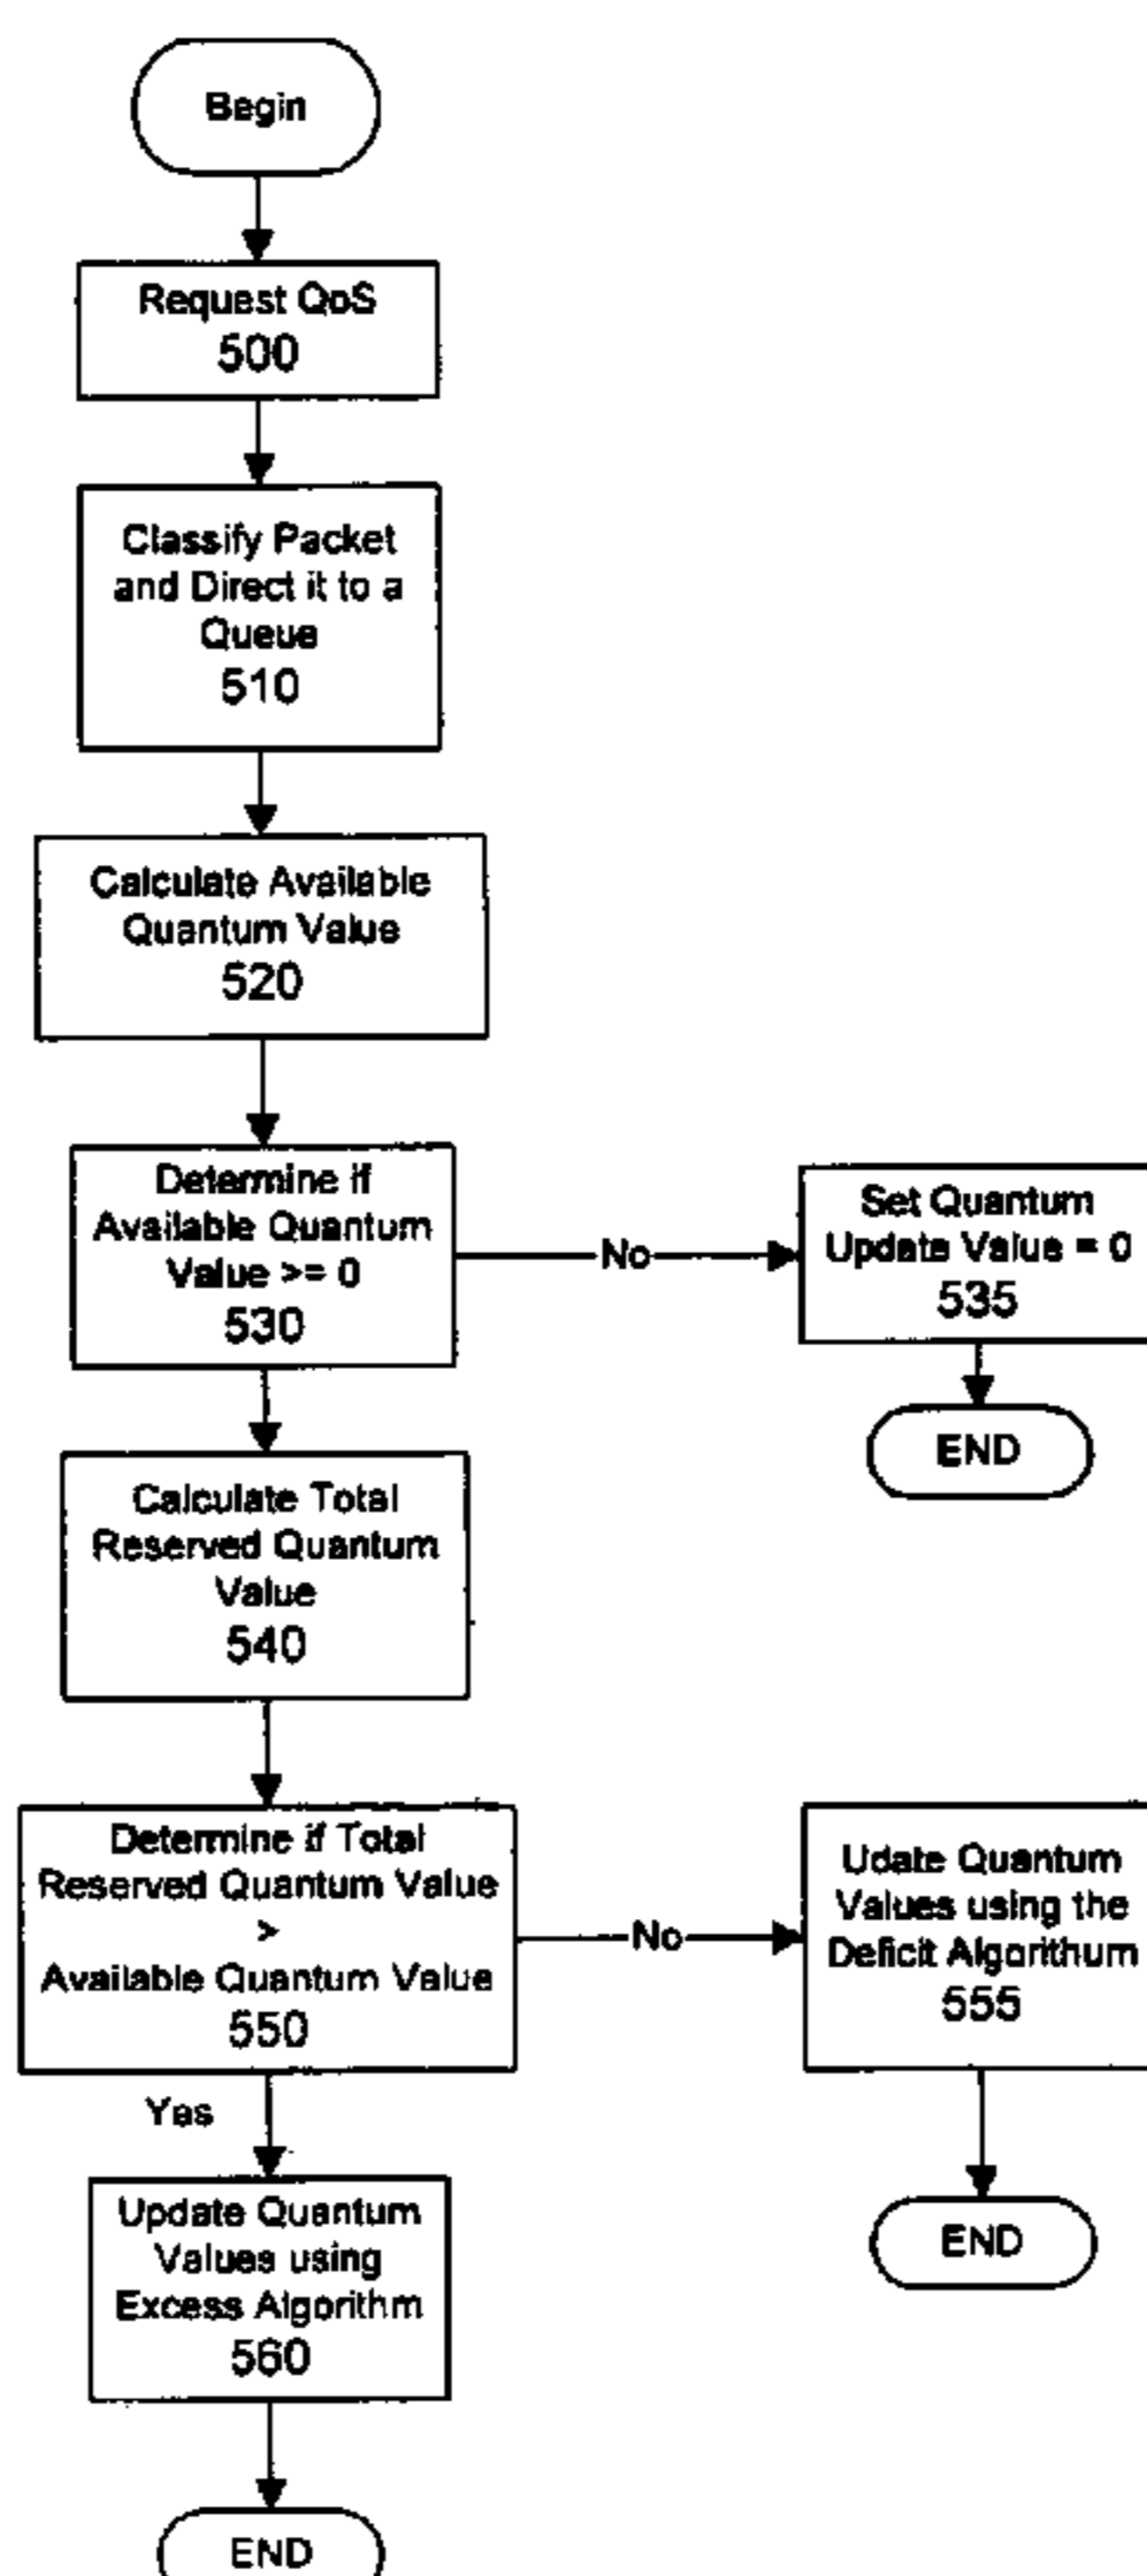 Begin
Request QoS
500
Classify Packet
and Direct it to a
Queue
510
Calculate Available
Quantum Value
520
Determine if
Available Quantum
Value >= 0
530
No
Set Quantum
Update Value = 0
535
END
Calculate Total
Reserved Quantum
Value
540
Determine if Total
Reserved Quantum Value
>
Available Quantum Value
550
No
Udate Quantum
Values using the
Deficit Algorithum
555
END
Yes
Update Quantum
Values using
Excess Algorithm
560
END